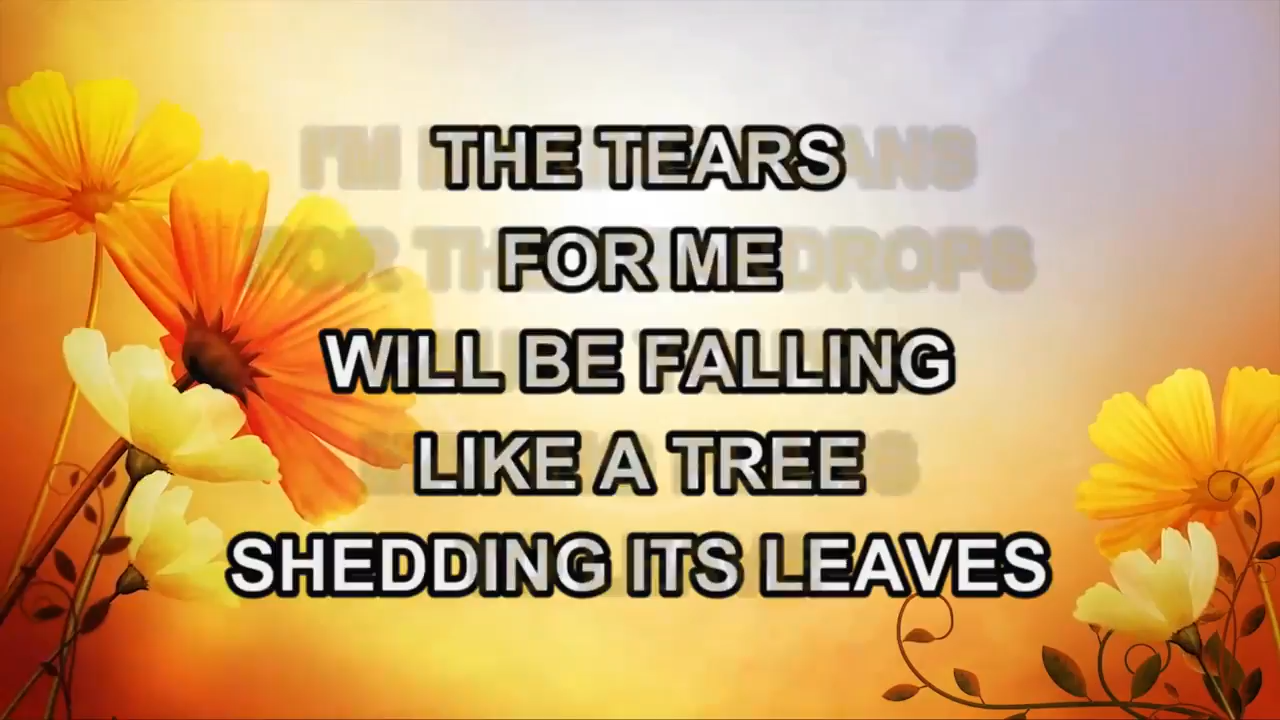 THE TEARS
FOR ME
WILL BE FALLING
LIKE A TREE
SHEDDING ITS LEAVES